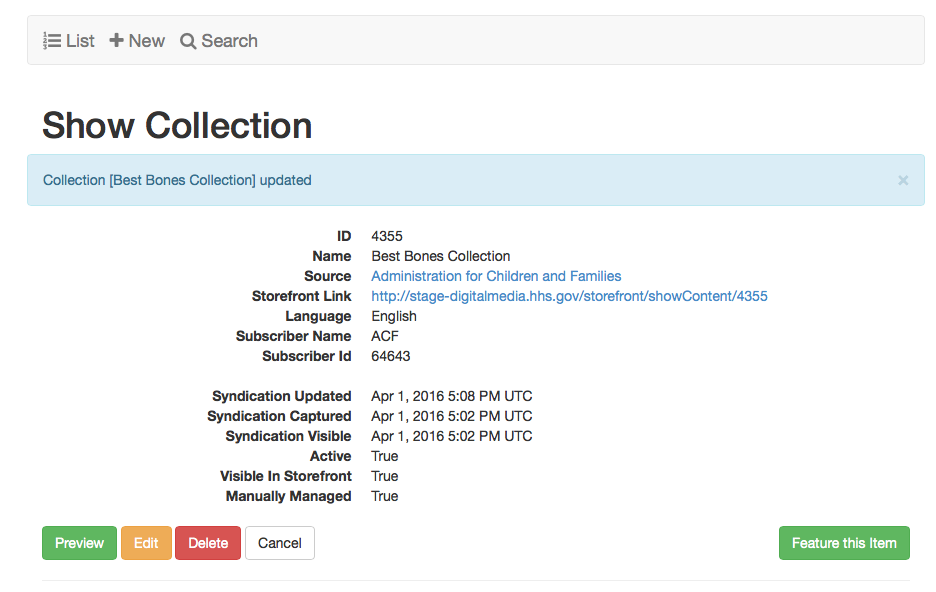 List New Search
Show Collection
Collection [Best Bones Collection] updated ×
ID 4355
Name Best Bones Collection
Source Administration for Children and Families
Storefront Link http://stage-digitalmedia.hhs.gov/storefront/showContent/4355
Language English
Subscriber Name ACF
Subscriber Id 64643
Syndication Updated Apr 1, 2016 5:08 PM UTC
Syndication Captured Apr 1, 2016 5:02 PM UTC
Syndication Visible Apr 1, 2016 5:02 PM UTC
Active True
Visible In Storefront True
Manually Managed True
Preview Edit Delete Cancel Feature this Item